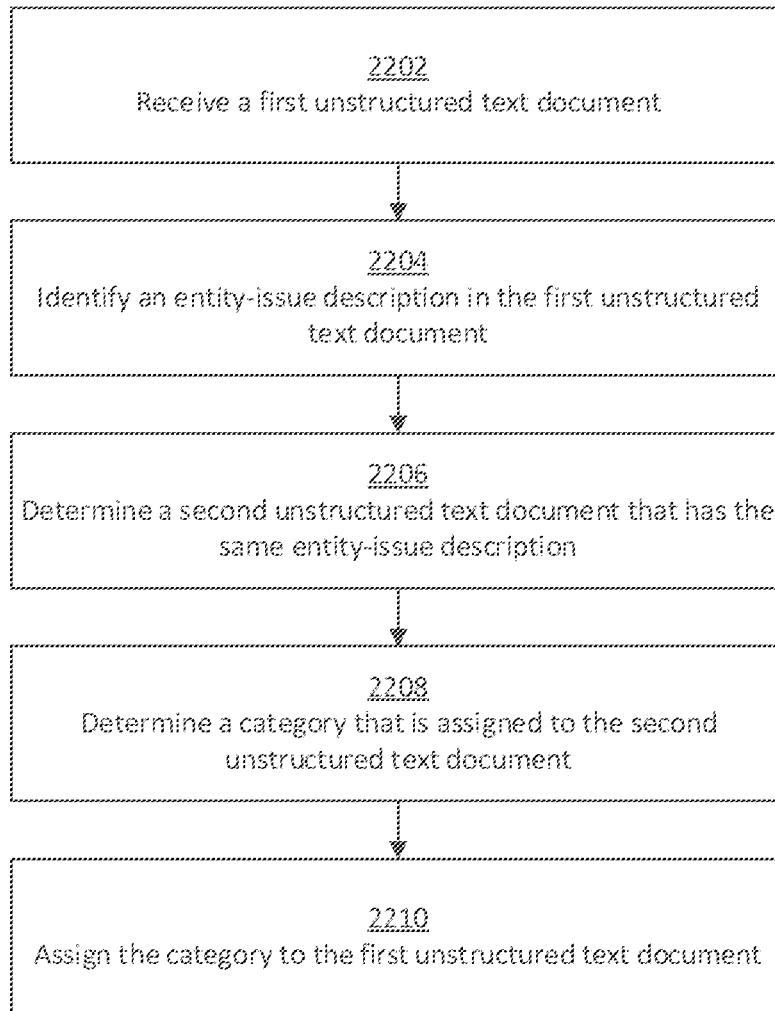 2202
Receive a first unstructured text document
2204
Identify an entity-issue description in the first unstructured
text document
2206
Determine a second unstructured text document that has the
same entity-issue description
2208
Determine a category that is assigned to the second
unstructured text document
2210
Assign the category to the first unstructured text document